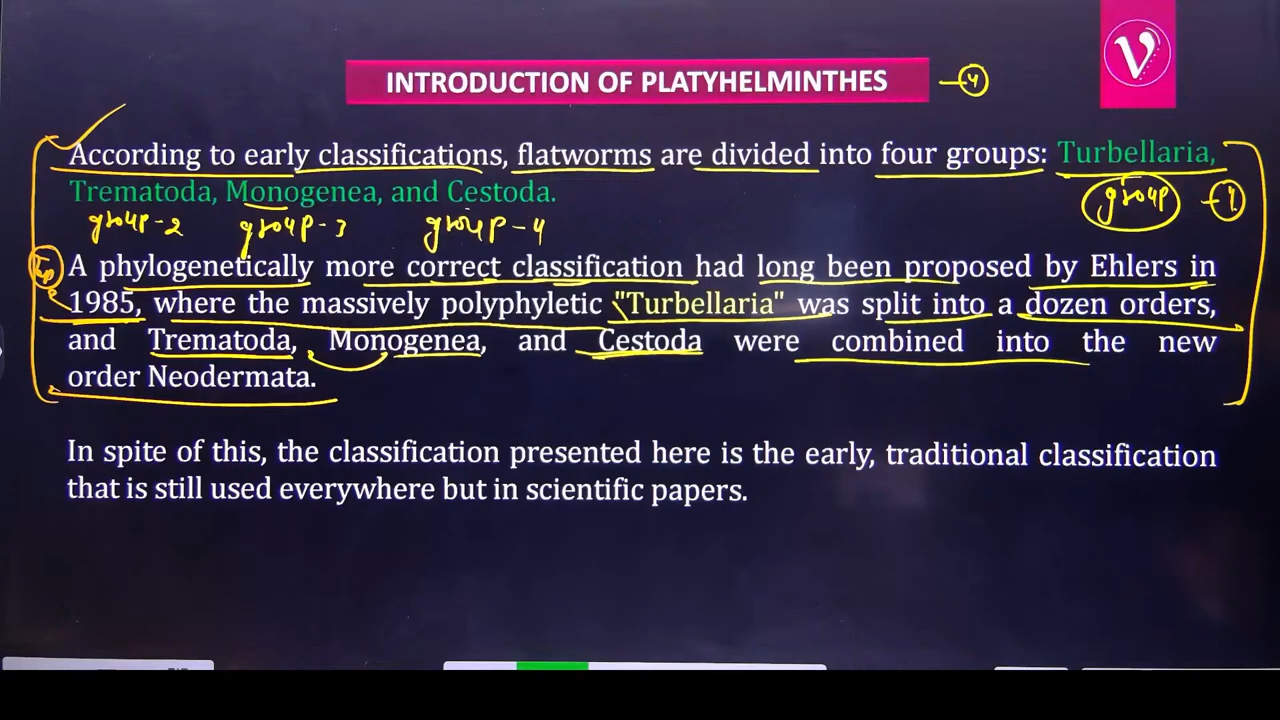 INTRODUCTION OF PLATYHELMINTHES -4
V
According to early classifications, flatworms are divided into four groups: Turbellaria,
Trematoda, Monogenea, and Cestoda.
group - 1
group-2 group-3 group-4
Imp A phylogenetically more correct classification had long been proposed by Ehlers in
1985, where the massively polyphyletic "Turbellaria" was split into a dozen orders,
and Trematoda, Monogenea, and Cestoda were combined into the new
order Neodermata.
In spite of this, the classification presented here is the early, traditional classification
that is still used everywhere but in scientific papers.